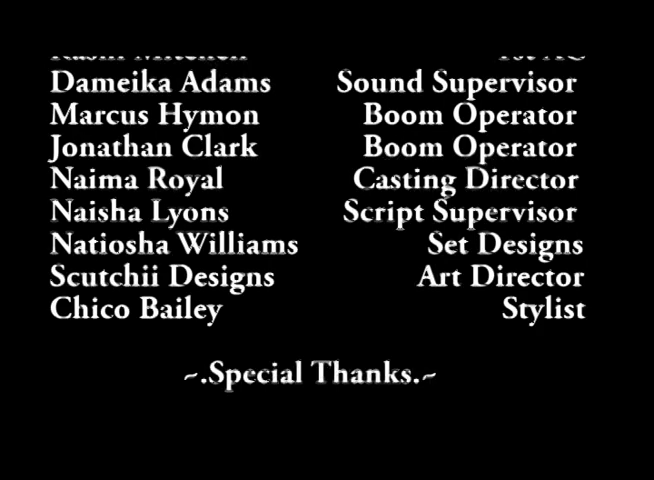 Dameika Adams Sound Supervisor
Marcus Hymon Boom Operator
Jonathan Clark Boom Operator
Naima Royal Casting Director
Naisha Lyons Script Supervisor
Natiosha Williams Set Designs
Scutchii Designs Art Director
Chico Bailey Stylist
~.Special Thanks.~